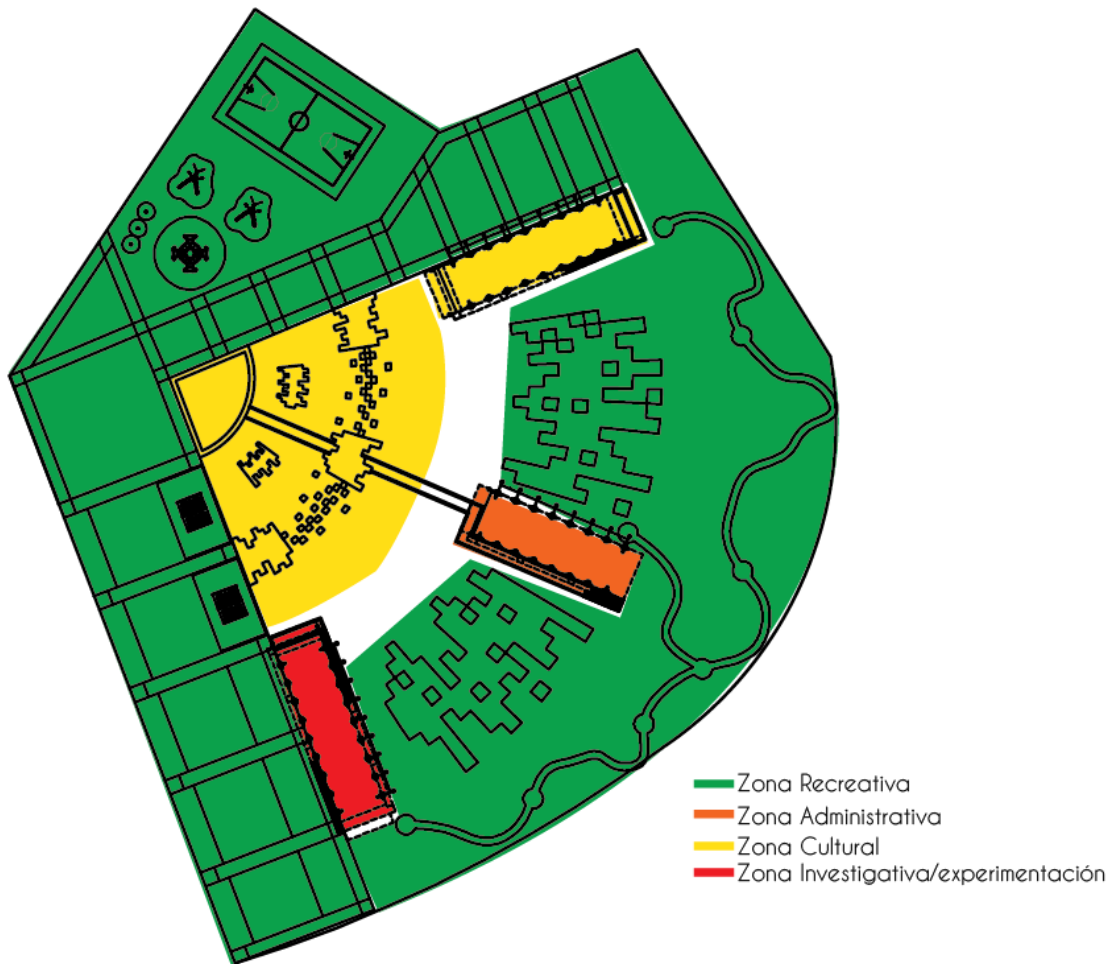 Zona Recreativa
Zona Administrativa
Zona Cultural
Zona Investigativa/experimentación